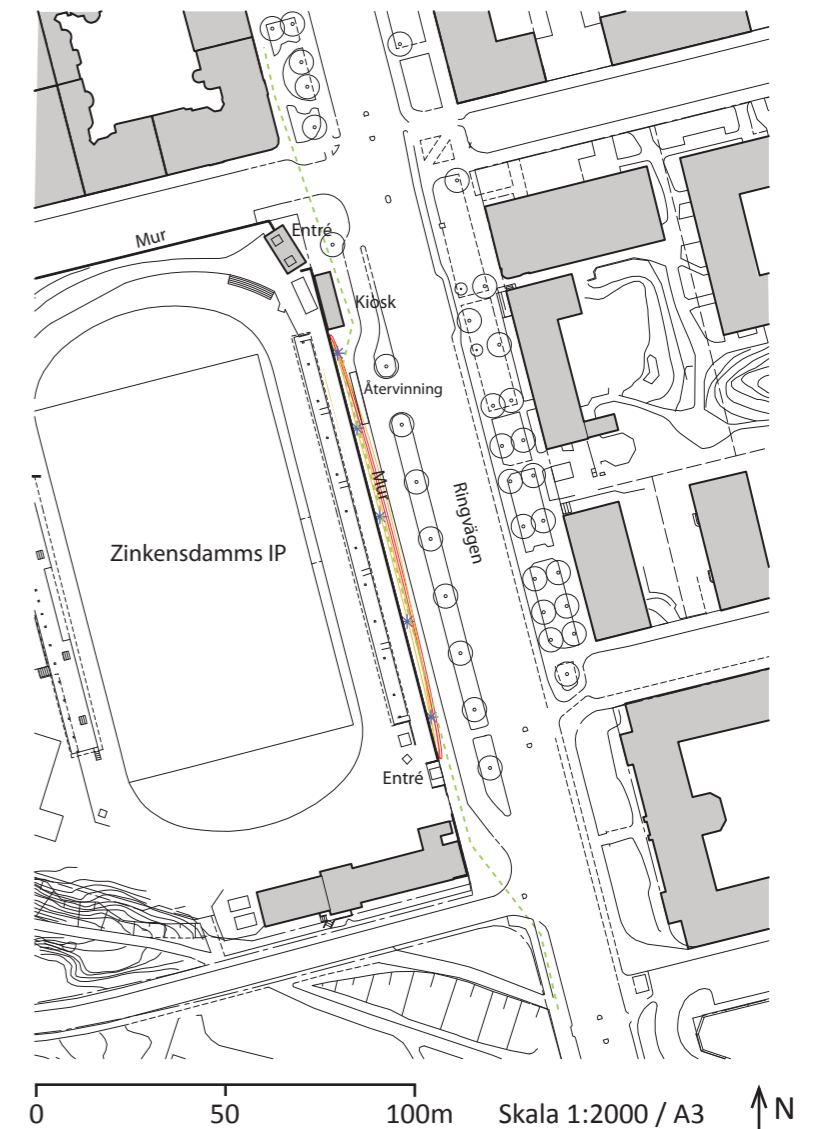 Entré
Mur
Kiosk
Återvinning
Mur
Ringvägen
Zinkensdamms IP
Entré
0 50 100m Skala 1:2000 / A3 N